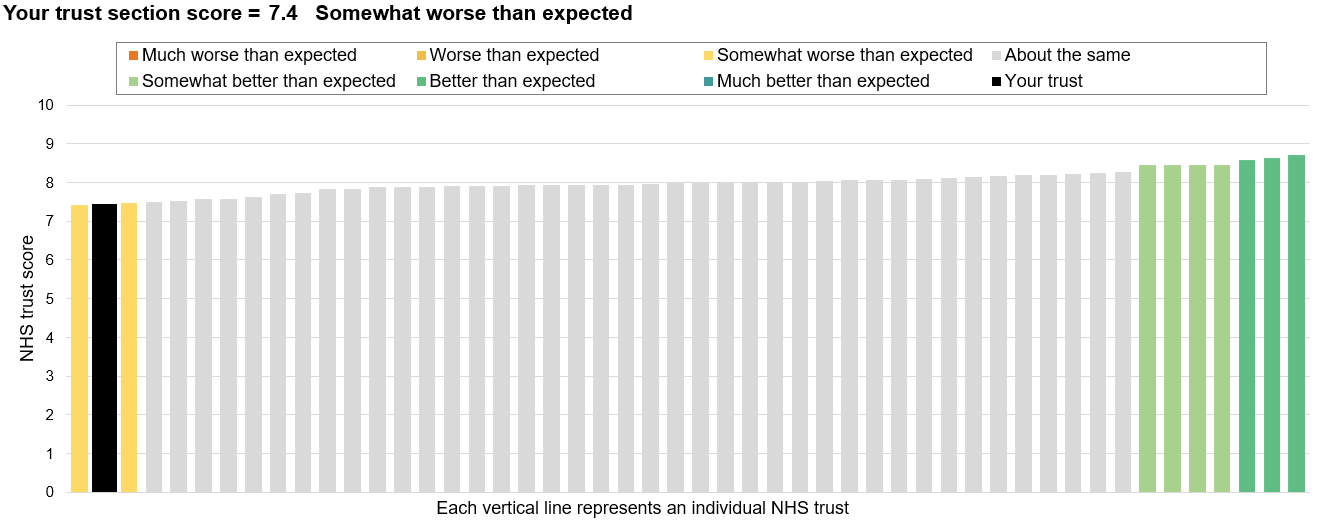 Your trust section score = 7.4 Somewhat worse than expected
Much worse than expected Worse than expected Somewhat worse than expected About the same
Somewhat better than expected Better than expected Much better than expected Your trust
10
9
8
7
6
5
4
3
2
1
0
NHS trust score
Each vertical line represents an individual NHS trust